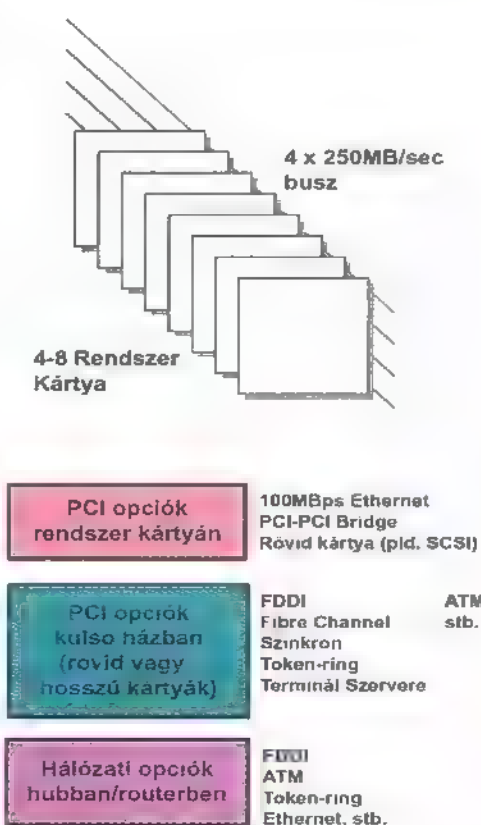 4 x 250MB/sec
busz
4-8 Rendszer
Kártya
PCI opciók
rendszer kártyán
100MBps Ethernet
PCI-PCI Bridge
Rövid kártya (pld. SCSI)
PCI opciók
kulso házban
(rovid vagy
hosszú kártyák)
FDDI
Fibre Channel
Szinkron
Token-ring
Terminál Szervere
ATM
stb.
Hálózati opciók
hubban/routerben
FDDI
ATM
Token-ring
Ethernet, stb.